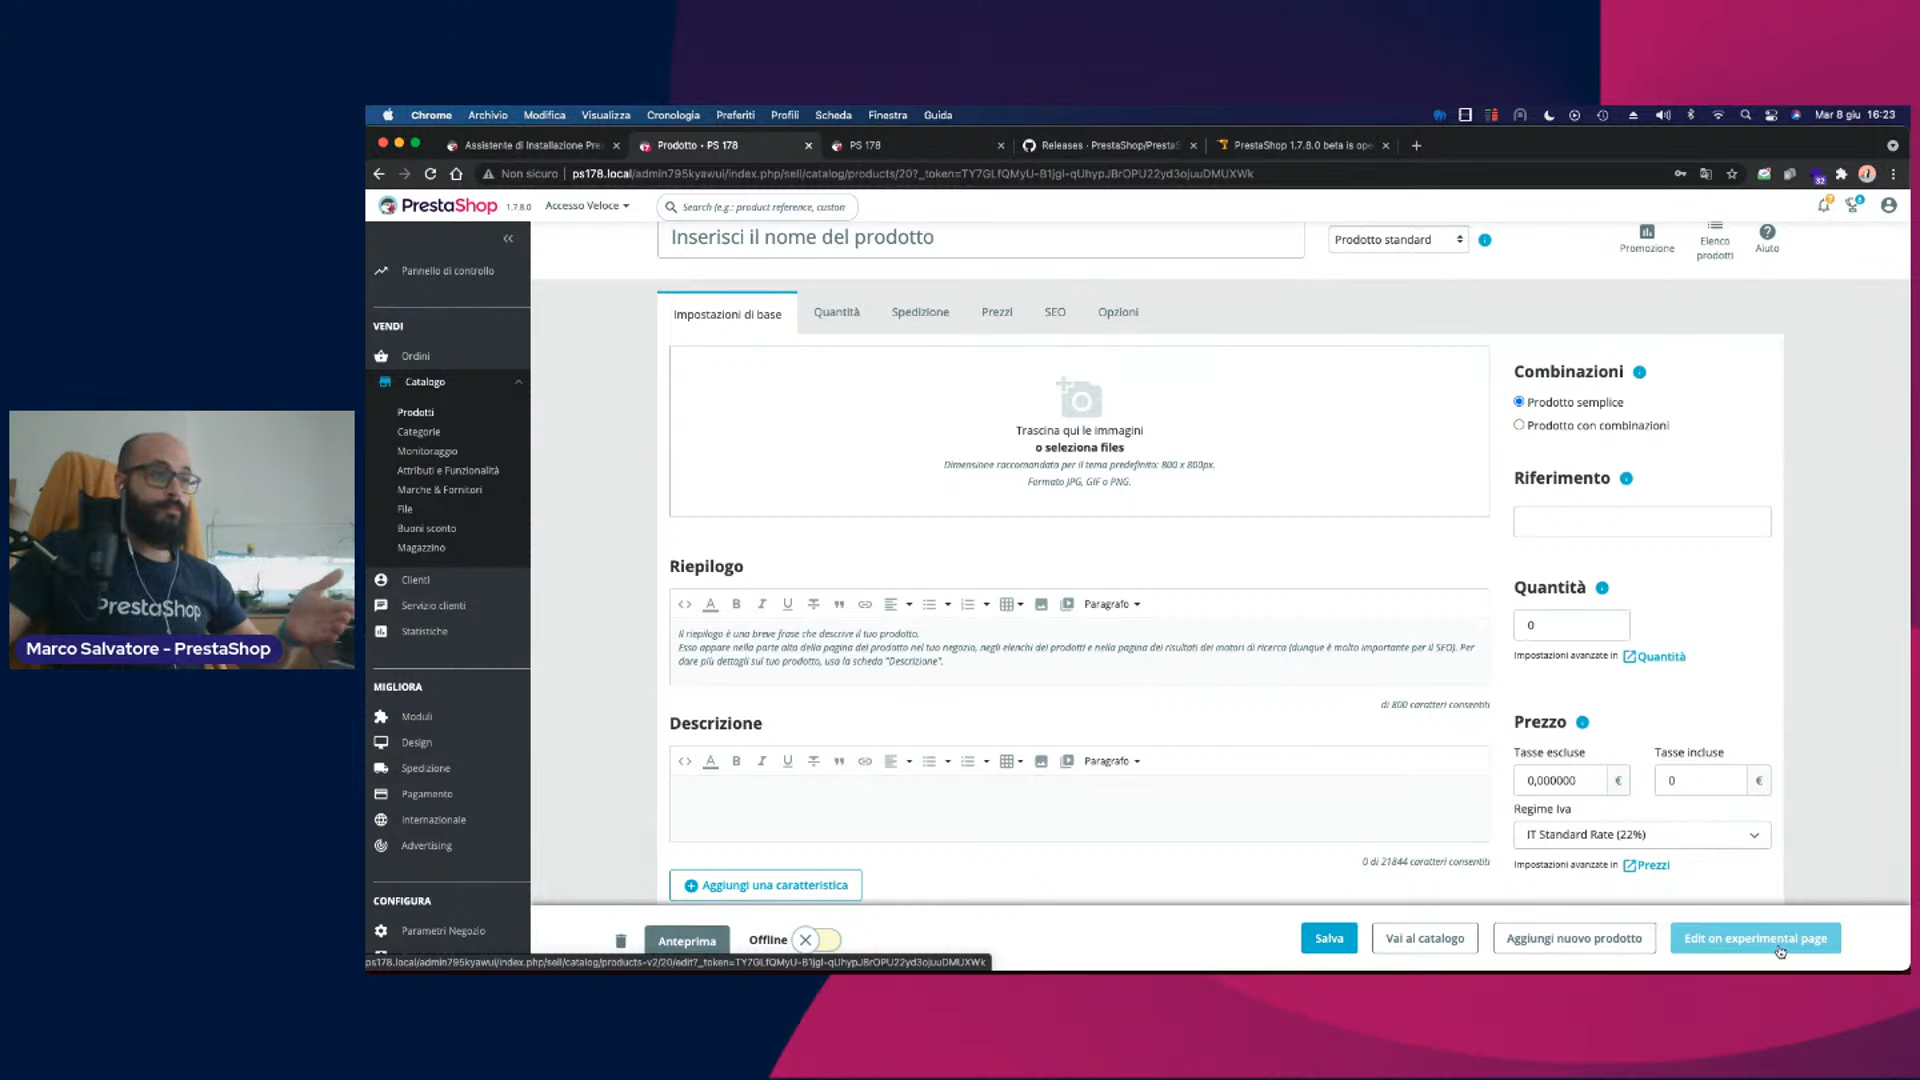 Chrome Archivio Modifica Visualizza Cronologia Preferiti Profili Scheda Finestra Guida Mar 8 giu 16:23
Assistente di Installazione Pre Prodotto • PS 178 PS 178 Releases · PrestaShop/PrestaS PrestaShop 1.7.8.0 beta is ope
Non sicuro ps178.local/admin795kyawui/index.php/sell/catalog/products/20?_token=TY7GLfQMyU-B1jgl-qUhypJBrOPU22yd3ojuuDMUXWk
32
PrestaShop 1.7.8.0 Accesso Veloce Search (e.g.: product reference, custom
Inserisci il nome del prodotto
Prodotto standard
Promozione
Elenco prodotti
Aiuto
Pannello di controllo
VENDI
Ordini
Catalogo
Prodotti
Categorie
Monitoraggio
Attributi e Funzionalità
Marche & Fornitori
File
Buoni sconto
Magazzino
Clienti
Servizio clienti
Statistiche
MIGLIORA
Moduli
Design
Spedizione
Pagamento
Internazionale
Advertising
CONFIGURA
Parametri Negozio
Impostazioni di base Quantità Spedizione Prezzi SEO Opzioni
Trascina qui le immagini
o seleziona files
Dimensione raccomandata per il tema predefinito: 800 x 800px.
Formato JPG, GIF o PNG.
Riepilogo
Paragrafo
Il riepilogo è una breve frase che descrive il tuo prodotto.
Esso appare nella parte alta della pagina del prodotto nel tuo negozio, negli elenchi dei prodotti e nella pagina dei risultati dei motori di ricerca (dunque è molto importante per il SEO). Per
dare più dettagli sul tuo prodotto, usa la scheda "Descrizione".
di 800 caratteri consentiti
Descrizione
Paragrafo
0 di 21844 caratteri consentiti
Aggiungi una caratteristica
Combinazioni
Prodotto semplice
Prodotto con combinazioni
Riferimento
Quantità
0
Impostazioni avanzate in Quantità
Prezzo
Tasse escluse Tasse incluse
0,000000 € 0 €
Regime Iva
IT Standard Rate (22%)
Impostazioni avanzate in Prezzi
Anteprima Offline Salva Vai al catalogo Aggiungi nuovo prodotto Edit on experimental page
ps178.local/admin795kyawui/index.php/sell/catalog/products-v2/20/edit?_token=TY7GLfQMyU-B1jgl-qUhypJBrOPU22yd3ojuuDMUXWk
PrestaShop
Marco Salvatore - PrestaShop